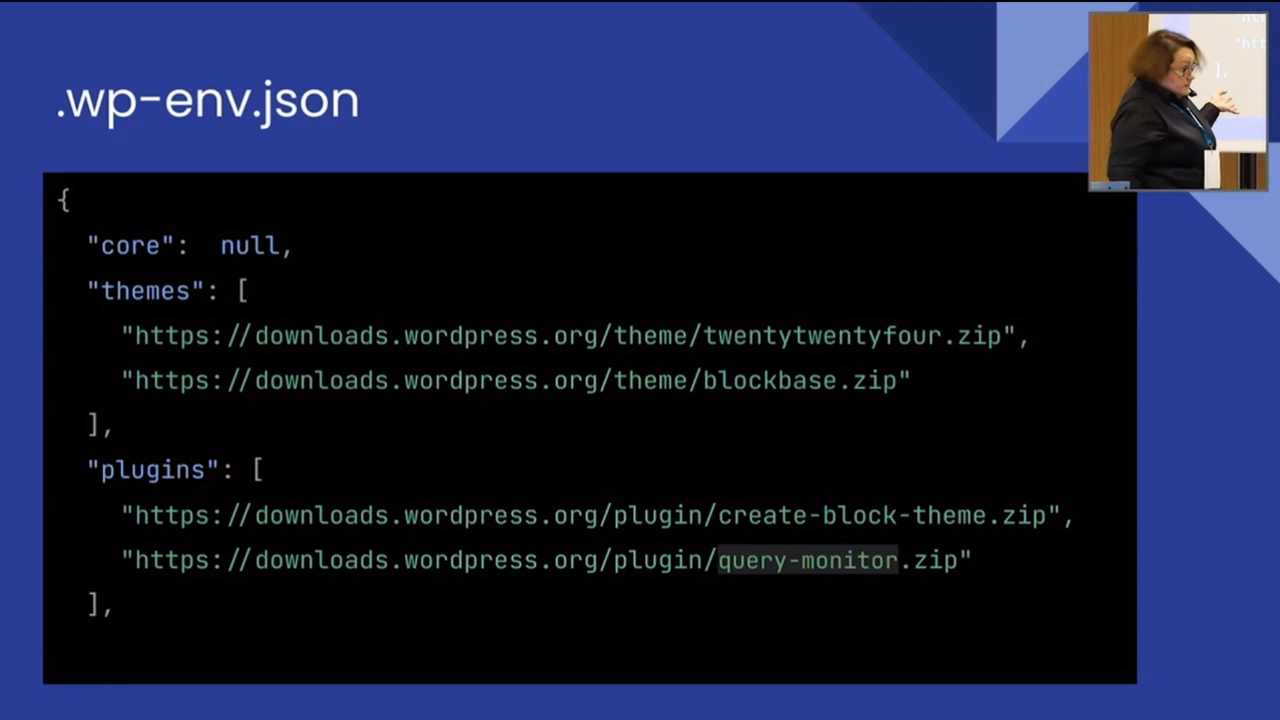 .wp-env.json
{
"core":  null,
"themes": [
"https://downloads.wordpress.org/theme/twentytwentyfour.zip",
"https://downloads.wordpress.org/theme/blockbase.zip"
],
"plugins": [
"https://downloads.wordpress.org/plugin/create-block-theme.zip",
"https://downloads.wordpress.org/plugin/query-monitor.zip"
],
"htt
],